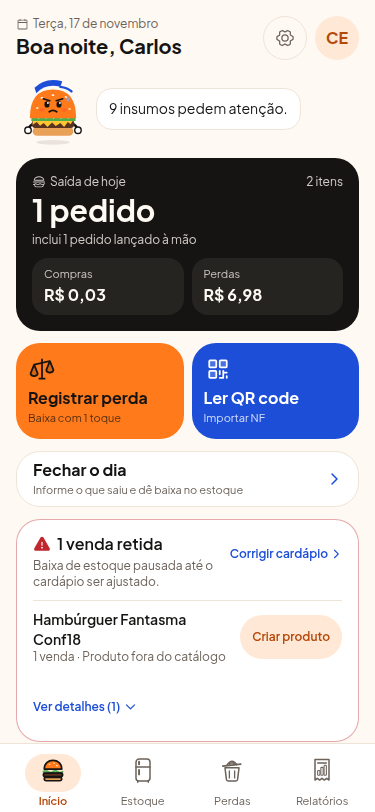 Terça, 17 de novembro
Boa noite, Carlos
CE
9 insumos pedem atenção.
Saída de hoje
2 itens
1 pedido
inclui 1 pedido lançado à mão
Compras
R$ 0,03
Perdas
R$ 6,98
Registrar perda
Baixa com 1 toque
Ler QR code
Importar NF
Fechar o dia
Informe o que saiu e dê baixa no estoque
1 venda retida
Corrigir cardápio
Baixa de estoque pausada até o
cardápio ser ajustado.
Hambúrguer Fantasma
Conf18
1 venda · Produto fora do catálogo
Criar produto
Ver detalhes (1)
Início
Estoque
Perdas
Relatórios